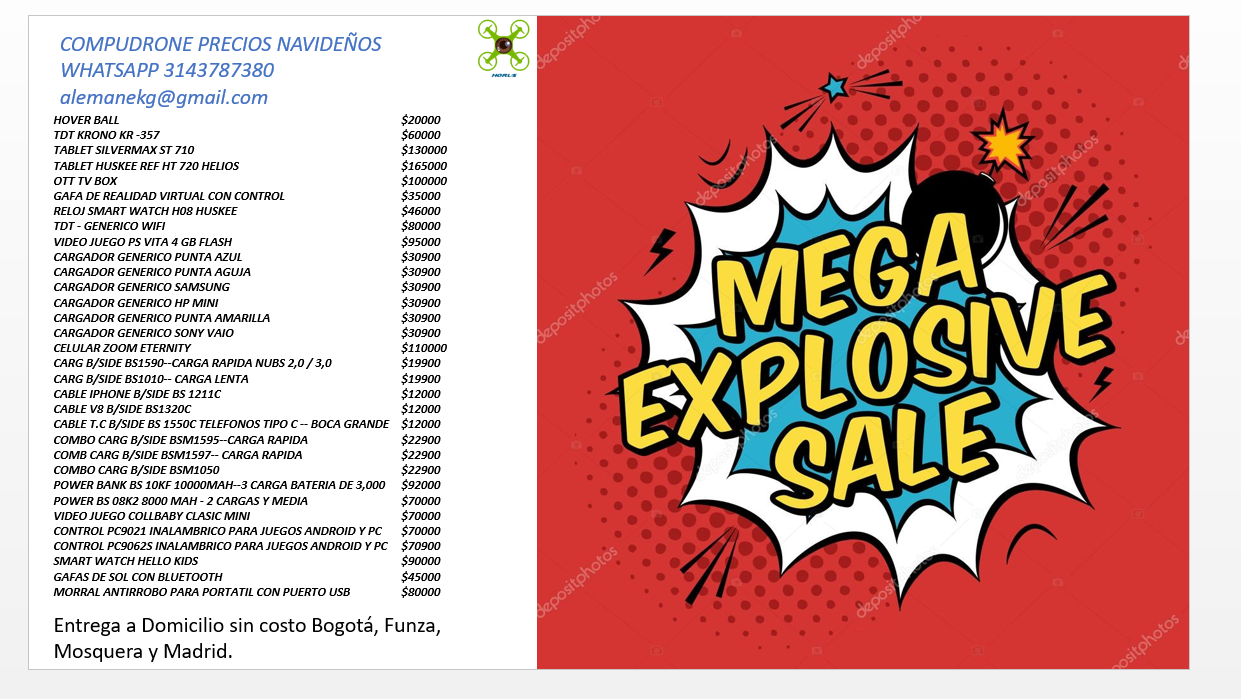 COMPUDRONE PRECIOS NAVIDEÑOS
WHATSAPP 3143787380
alemanekg@gmail.com
HORL'S
HOVER BALL $20000
TDT KRONO KR -357 $60000
TABLET SILVERMAX ST 710 $130000
TABLET HUSKEE REF HT 720 HELIOS $165000
OTT TV BOX $100000
GAFA DE REALIDAD VIRTUAL CON CONTROL $35000
RELOJ SMART WATCH H08 HUSKEE $46000
TDT - GENERICO WIFI $80000
VIDEO JUEGO PS VITA 4 GB FLASH $95000
CARGADOR GENERICO PUNTA AZUL $30900
CARGADOR GENERICO PUNTA AGUJA $30900
CARGADOR GENERICO SAMSUNG $30900
CARGADOR GENERICO HP MINI $30900
CARGADOR GENERICO PUNTA AMARILLA $30900
CARGADOR GENERICO SONY VAIO $30900
CELULAR ZOOM ETERNITY $110000
CARG B/SIDE BS1590--CARGA RAPIDA NUBS 2,0 / 3,0 $19900
CARG B/SIDE BS1010-- CARGA LENTA $19900
CABLE IPHONE B/SIDE BS 1211C $12000
CABLE V8 B/SIDE BS1320C $12000
CABLE T.C B/SIDE BS 1550C TELEFONOS TIPO C -- BOCA GRANDE $12000
COMBO CARG B/SIDE BSM1595--CARGA RAPIDA $22900
COMB CARG B/SIDE BSM1597-- CARGA RAPIDA $22900
COMBO CARG B/SIDE BSM1050 $22900
POWER BANK BS 10KF 10000MAH--3 CARGA BATERIA DE 3,000 $92000
POWER BS 08K2 8000 MAH - 2 CARGAS Y MEDIA $70000
VIDEO JUEGO COLLBABY CLASIC MINI $70000
CONTROL PC9021 INALAMBRICO PARA JUEGOS ANDROID Y PC $70000
CONTROL PC9062S INALAMBRICO PARA JUEGOS ANDROID Y PC $70900
SMART WATCH HELLO KIDS $90000
GAFAS DE SOL CON BLUETOOTH $45000
MORRAL ANTIRROBO PARA PORTATIL CON PUERTO USB $80000
Entrega a Domicilio sin costo Bogotá, Funza,
Mosquera y Madrid.
MEGA
EXPLOSIVE
SALE
depositphotos
depositphotos
depositphotos
depositphotos
depositphotos
depositphotos
depositphotos
depositphotos
depositphotos